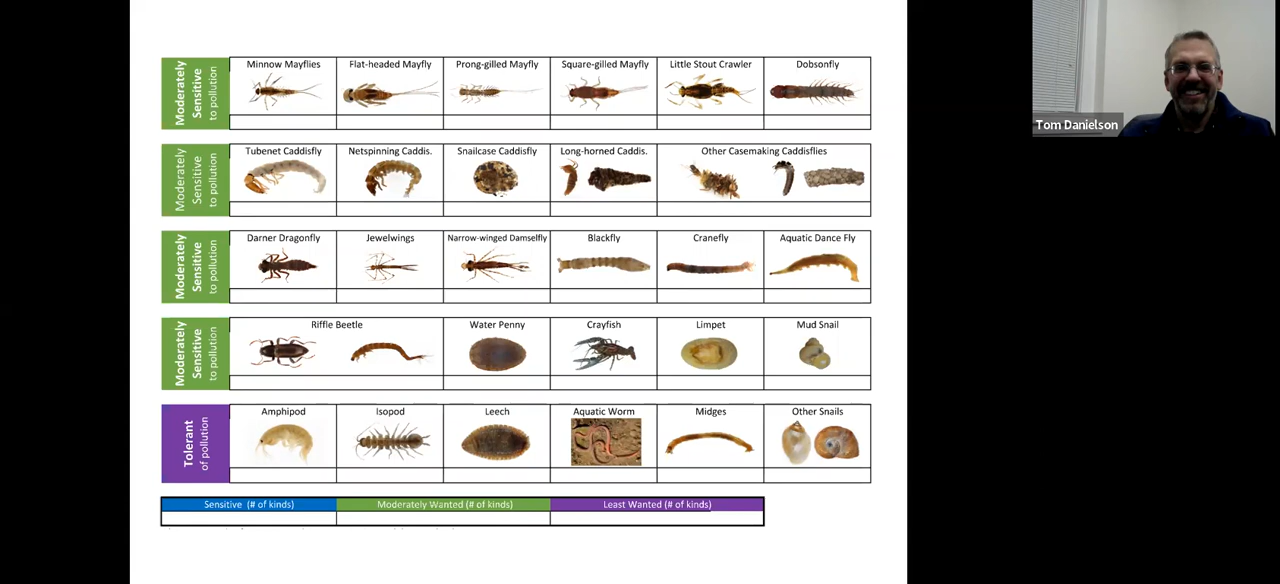 Moderately
Sensitive
to pollution
Minnow Mayflies
Flat-headed Mayfly
Prong-gilled Mayfly
Square-gilled Mayfly
Little Stout Crawler
Dobsonfly
Tom Danielson
Moderately
Sensitive
to pollution
Tubenet Caddisfly
Netspinning Caddis.
Snailcase Caddisfly
Long-horned Caddis.
Other Casemaking Caddisflies
Moderately
Sensitive
to pollution
Darner Dragonfly
Jewelwings
Narrow-winged Damselfly
Blackfly
Cranefly
Aquatic Dance Fly
Moderately
Sensitive
to pollution
Riffle Beetle
Water Penny
Crayfish
Limpet
Mud Snail
Tolerant
of pollution
Amphipod
Isopod
Leech
Aquatic Worm
Midges
Other Snails
Sensitive (# of kinds)
Moderately Wanted (# of kinds)
Least Wanted (# of kinds)